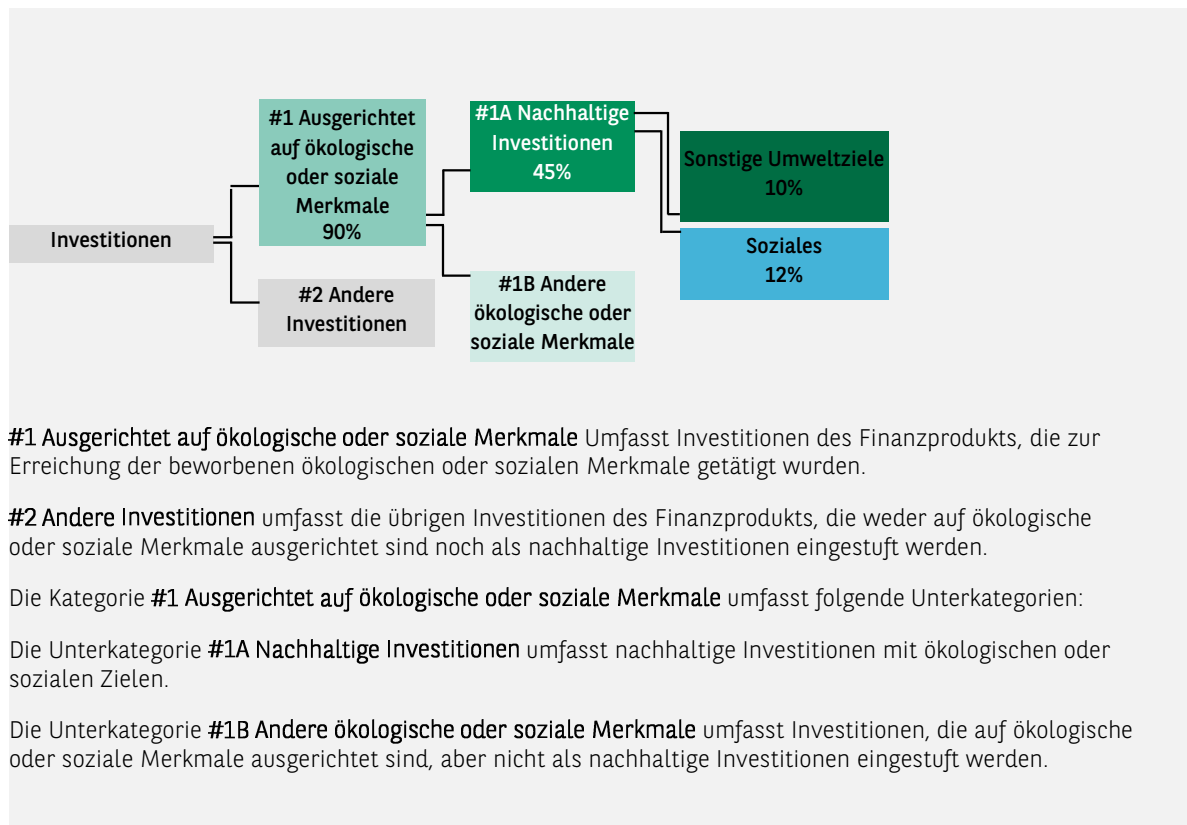 Investitionen
#1 Ausgerichtet
auf ökologische
oder soziale
Merkmale
90%
#2 Andere
Investitionen
#1A Nachhaltige
Investitionen
45%
#1B Andere
ökologische oder
soziale Merkmale
Sonstige Umweltziele
10%
Soziales
12%
#1 Ausgerichtet auf ökologische oder soziale Merkmale Umfasst Investitionen des Finanzprodukts, die zur
Erreichung der beworbenen ökologischen oder sozialen Merkmale getätigt wurden.
#2 Andere Investitionen umfasst die übrigen Investitionen des Finanzprodukts, die weder auf ökologische
oder soziale Merkmale ausgerichtet sind noch als nachhaltige Investitionen eingestuft werden.
Die Kategorie #1 Ausgerichtet auf ökologische oder soziale Merkmale umfasst folgende Unterkategorien:
Die Unterkategorie #1A Nachhaltige Investitionen umfasst nachhaltige Investitionen mit ökologischen oder
sozialen Zielen.
Die Unterkategorie #1B Andere ökologische oder soziale Merkmale umfasst Investitionen, die auf ökologische
oder soziale Merkmale ausgerichtet sind, aber nicht als nachhaltige Investitionen eingestuft werden.